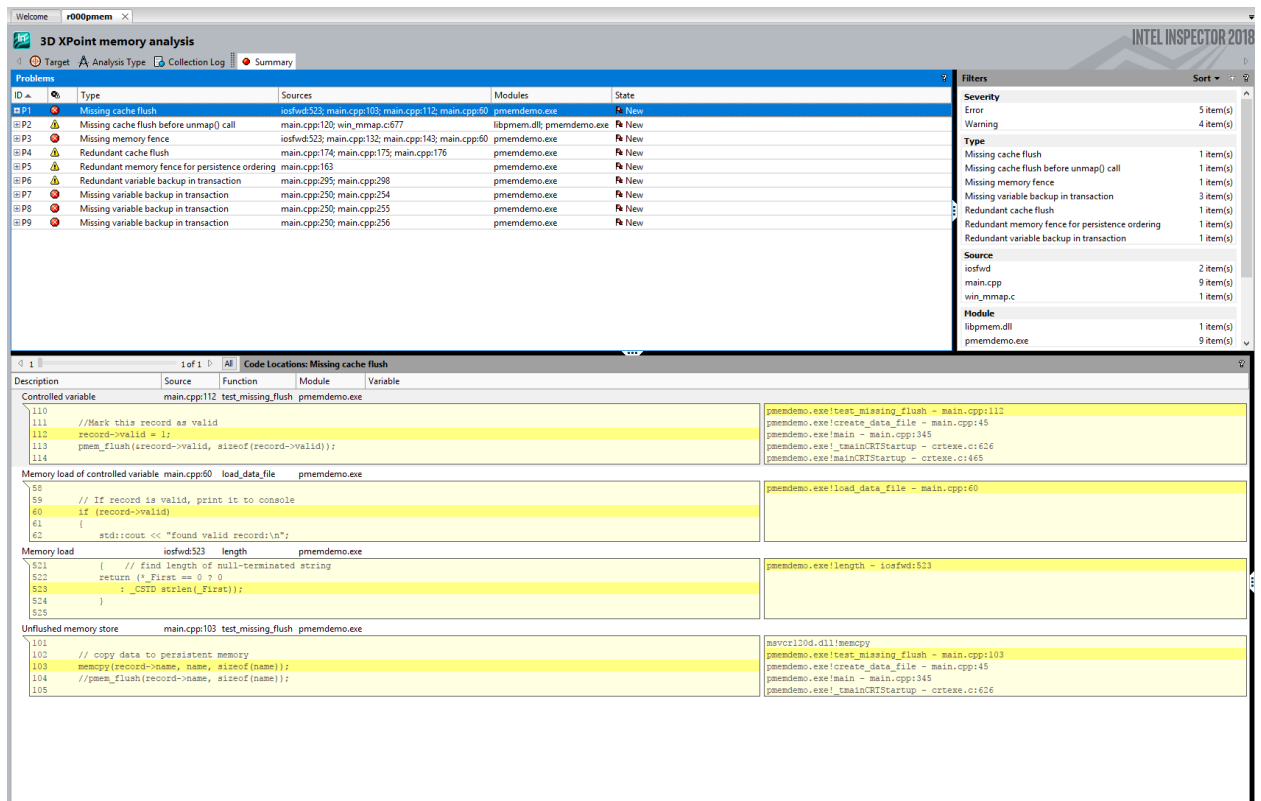 Welcome r000pmem ×
3D XPoint memory analysis INTEL INSPECTOR 2018
Target Analysis Type Collection Log Summary
Problems ?
ID Type Sources Modules State
P1 Missing cache flush iosfwd:523; main.cpp:103; main.cpp:112; main.cpp:60 pmemdemo.exe New
P2 Missing cache flush before unmap() call main.cpp:120; win_mmap.c:677 libpmem.dll; pmemdemo.exe New
P3 Missing memory fence iosfwd:523; main.cpp:132; main.cpp:143; main.cpp:60 pmemdemo.exe New
P4 Redundant cache flush main.cpp:174; main.cpp:175; main.cpp:176 pmemdemo.exe New
P5 Redundant memory fence for persistence ordering main.cpp:163 pmemdemo.exe New
P6 Redundant variable backup in transaction main.cpp:295; main.cpp:298 pmemdemo.exe New
P7 Missing variable backup in transaction main.cpp:250; main.cpp:254 pmemdemo.exe New
P8 Missing variable backup in transaction main.cpp:250; main.cpp:255 pmemdemo.exe New
P9 Missing variable backup in transaction main.cpp:250; main.cpp:256 pmemdemo.exe New
Filters Sort ?
Severity
Error 5 item(s)
Warning 4 item(s)
Type
Missing cache flush 1 item(s)
Missing cache flush before unmap() call 1 item(s)
Missing memory fence 1 item(s)
Missing variable backup in transaction 3 item(s)
Redundant cache flush 1 item(s)
Redundant memory fence for persistence ordering 1 item(s)
Redundant variable backup in transaction 1 item(s)
Source
iosfwd 2 item(s)
main.cpp 9 item(s)
win_mmap.c 1 item(s)
Module
libpmem.dll 1 item(s)
pmemdemo.exe 9 item(s)
1 1 of 1 All Code Locations: Missing cache flush ?
Description Source Function Module Variable
Controlled variable main.cpp:112 test_missing_flush pmemdemo.exe
110
111 //Mark this record as valid
112 record->valid = 1;
113 pmem_flush(&record->valid, sizeof(record->valid));
114
pmemdemo.exe!test_missing_flush - main.cpp:112
pmemdemo.exe!create_data_file - main.cpp:45
pmemdemo.exe!main - main.cpp:345
pmemdemo.exe!_tmainCRTStartup - crtexe.c:626
pmemdemo.exe!mainCRTStartup - crtexe.c:465
Memory load of controlled variable main.cpp:60 load_data_file pmemdemo.exe
58
59 // If record is valid, print it to console
60 if (record->valid)
61 {
62 std::cout << "found valid record:\n";
pmemdemo.exe!load_data_file - main.cpp:60
Memory load iosfwd:523 length pmemdemo.exe
521 { // find length of null-terminated string
522 return (*_First == 0 ? 0
523 : _CSTD strlen(_First));
524 }
525
pmemdemo.exe!length - iosfwd:523
Unflushed memory store main.cpp:103 test_missing_flush pmemdemo.exe
101
102 // copy data to persistent memory
103 memcpy(record->name, name, sizeof(name));
104 //pmem_flush(record->name, sizeof(name));
105
msvcr120d.dll!memcpy
pmemdemo.exe!test_missing_flush - main.cpp:103
pmemdemo.exe!create_data_file - main.cpp:45
pmemdemo.exe!main - main.cpp:345
pmemdemo.exe!_tmainCRTStartup - crtexe.c:626